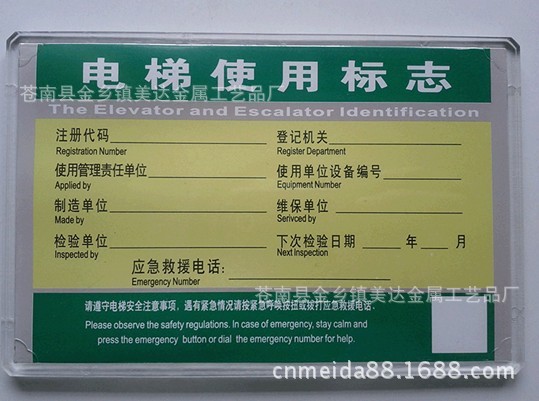 电梯使用标志
苍南县金乡镇美达金属工艺品厂
The Elevator and Escalator Identification
注册代码 登记机关
Registration Number Register Department
使用管理责任单位 使用单位设备编号
Applied by Equipment Number
制造单位 维保单位
Made by Serivced by
检验单位 下次检验日期 年 月
Inspected by Next Inspection
应急救援电话：
Emergency Number
苍南县金乡镇美达金属工艺品厂
请遵守电梯安全注意事项，遇有紧急情况请按紧急呼唤按扭或拨打应急救援电话。
Please observe the safety regulations. In case of emergency, stay calm and
press the emergency button or dial the emergency number for help.
cnmeida88.1688.com